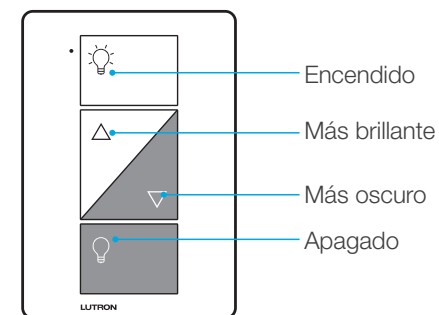 Encendido
Más brillante
Más oscuro
Apagado
LUTRON